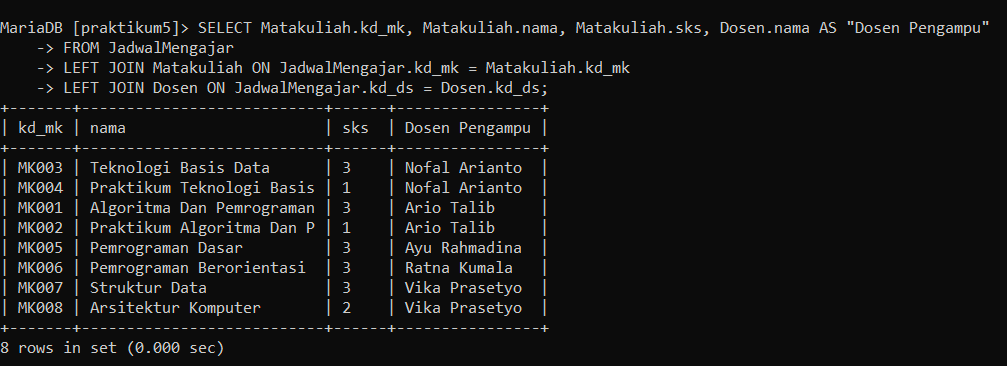 MariaDB [praktikum5]> SELECT Matakuliah.kd_mk, Matakuliah.nama, Matakuliah.sks, Dosen.nama AS "Dosen Pengampu"
    -> FROM JadwalMengajar
    -> LEFT JOIN Matakuliah ON JadwalMengajar.kd_mk = Matakuliah.kd_mk
    -> LEFT JOIN Dosen ON JadwalMengajar.kd_ds = Dosen.kd_ds;
+-------+--------------------------+------+----------------+
| kd_mk | nama                     | sks  | Dosen Pengampu |
+-------+--------------------------+------+----------------+
| MK003 | Teknologi Basis Data     | 3    | Nofal Arianto  |
| MK004 | Praktikum Teknologi Basis | 1    | Nofal Arianto  |
| MK001 | Algoritma Dan Pemrograman | 3    | Ario Talib     |
| MK002 | Praktikum Algoritma Dan P | 1    | Ario Talib     |
| MK005 | Pemrograman Dasar        | 3    | Ayu Rahmadina  |
| MK006 | Pemrograman Berorientasi | 3    | Ratna Kumala   |
| MK007 | Struktur Data            | 3    | Vika Prasetyo  |
| MK008 | Arsitektur Komputer      | 2    | Vika Prasetyo  |
+-------+--------------------------+------+----------------+
8 rows in set (0.000 sec)